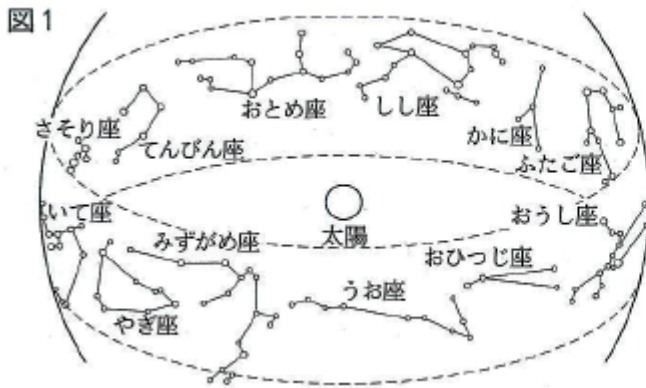 図1
おとめ座
しし座
さそり座
てんびん座
かに座
ふたご座
いて座
みずがめ座
太陽
おうし座
おひつじ座
やぎ座
うお座